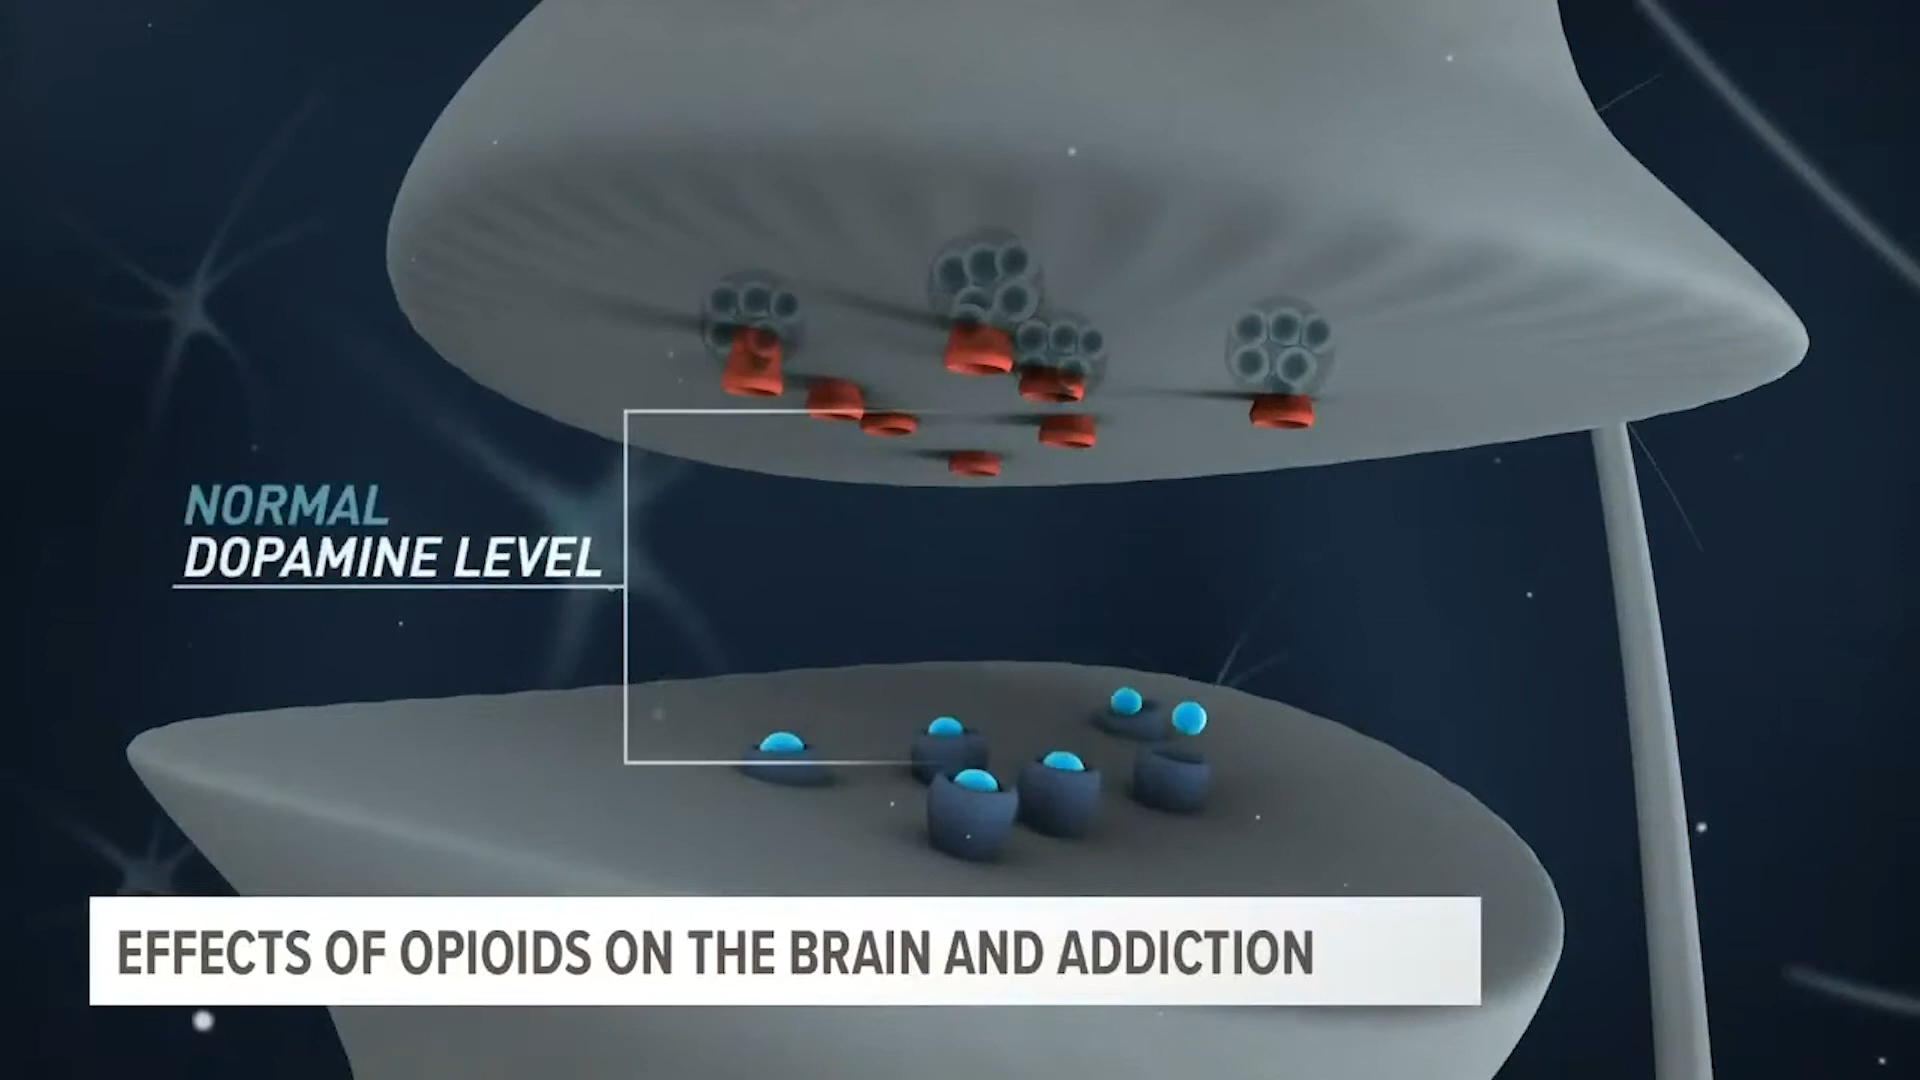 NORMAL
DOPAMINE LEVEL
EFFECTS OF OPIOIDS ON THE BRAIN AND ADDICTION